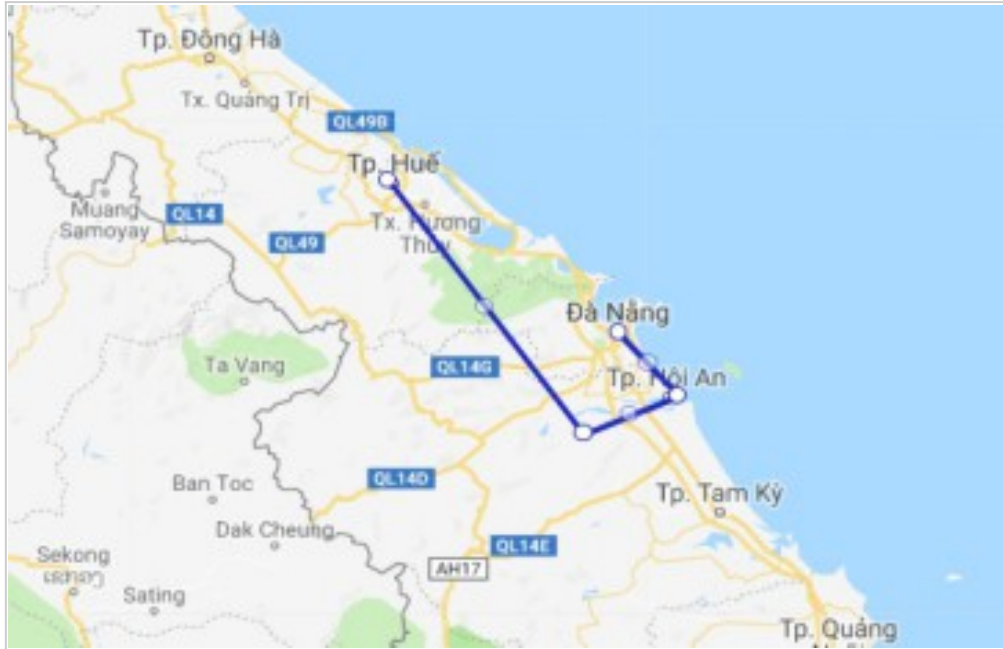 Tp. Đông Hà
Tx. Quảng Trị
QL49B
Tp. Huế
Muang
Samoyay
QL14
QL49
Tx. Hương
Thủy
Đà Nẵng
Ta Vang
QL14G
Tp. Hội An
QL14D
Ban Toc
Tp. Tam Kỳ
Dak Cheung
QL14E
Sekong
AH17
Sating
Tp. Quảng